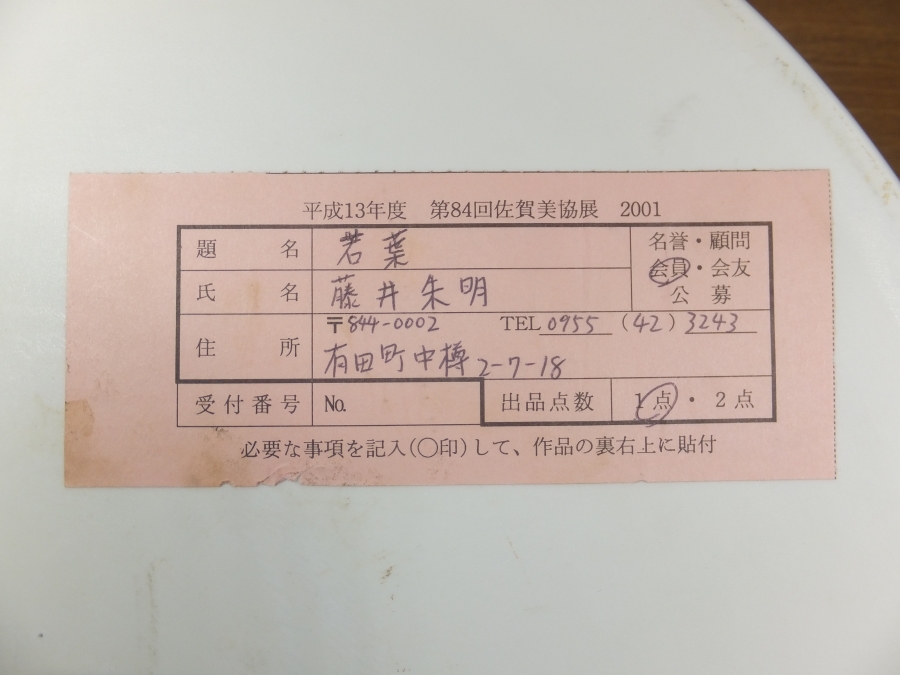 平成13年度 第84回佐賀美協展 2001
題名 若葉
名誉・顧問
会員・会友
公募
氏名 藤井朱明
住所 〒844-0002 TEL 0955 (42) 3243
有田町中樽2-7-18
受付番号 No. 出品点数 1点・2点
必要な事項を記入(○印)して、作品の裏右上に貼付